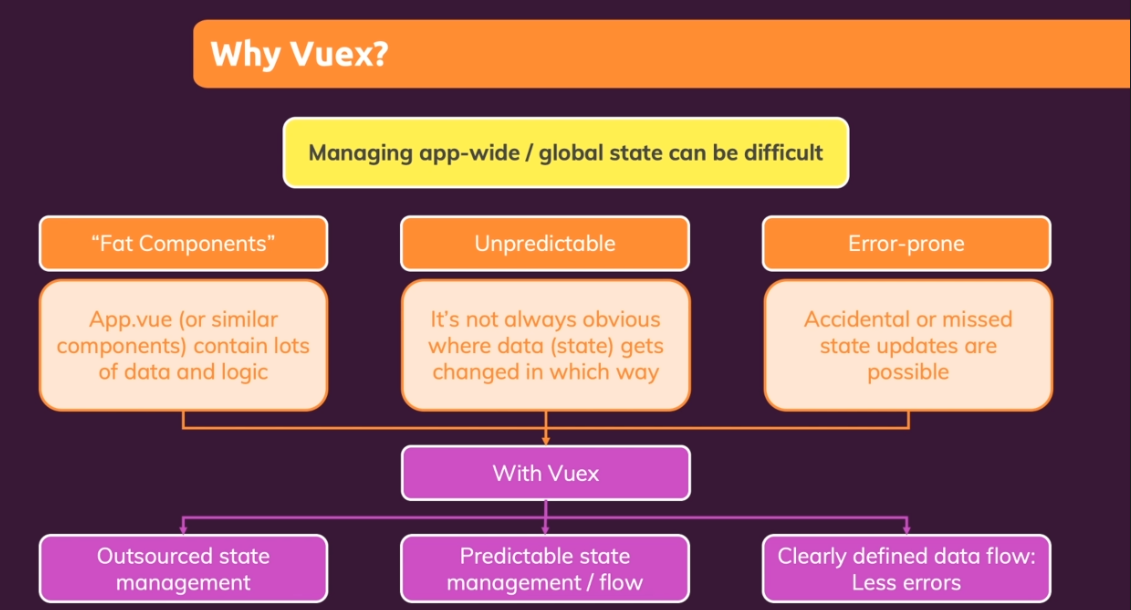 Why Vuex?
Managing app-wide / global state can be difficult
“Fat Components”
App.vue (or similar
components) contain lots
of data and logic
Unpredictable
It’s not always obvious
where data (state) gets
changed in which way
Error-prone
Accidental or missed
state updates are
possible
With Vuex
Outsourced state
management
Predictable state
management / flow
Clearly defined data flow:
Less errors